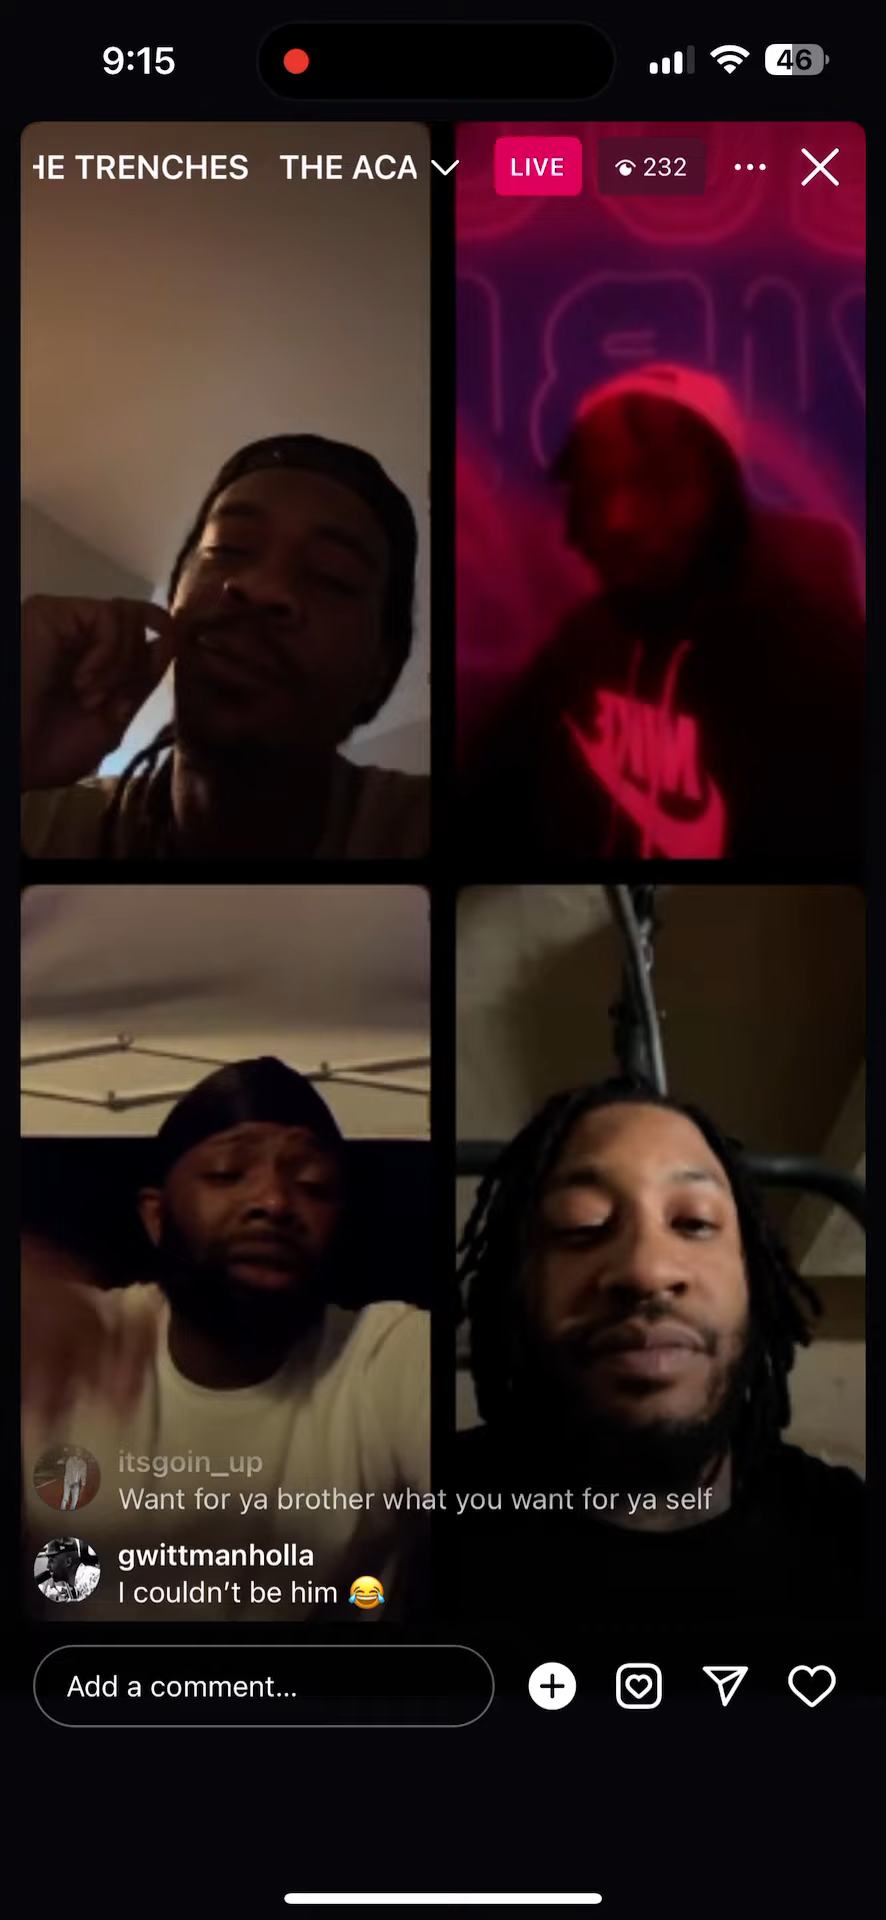 9:15
46
HE TRENCHES THE ACA
LIVE
232
NIKE
itsgoin_up
Want for ya brother what you want for ya self
gwittmanholla
I couldn't be him 😂
Add a comment...